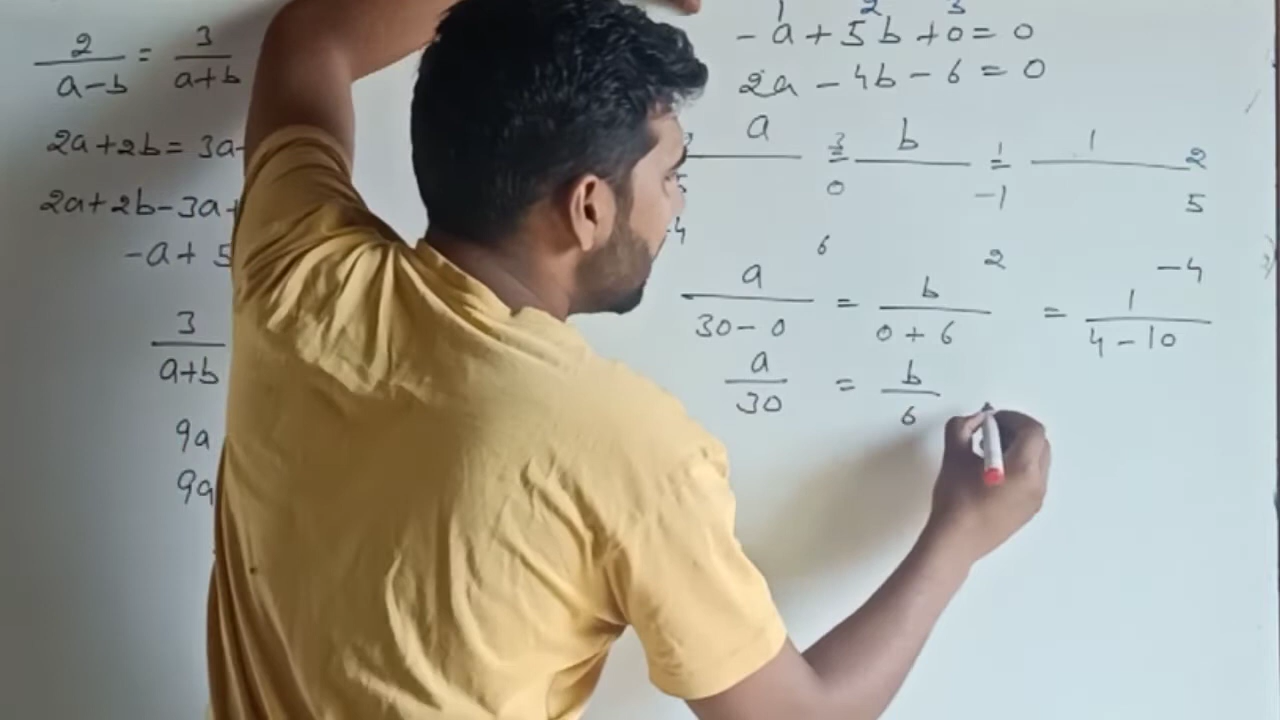 2/(a-b) = 3/(a+b)
2a+2b = 3a-
2a+2b-3a+
-a+5
3/(a+b)
9a
9a
1 2 3
-a+5b+0=0
2a-4b-6=0
a/ = b/ = 1/
3 1 2
0 -1 5
-4 6 2 -4
a/(30-0) = b/(0+6) = 1/(4-10)
a/30 = b/6